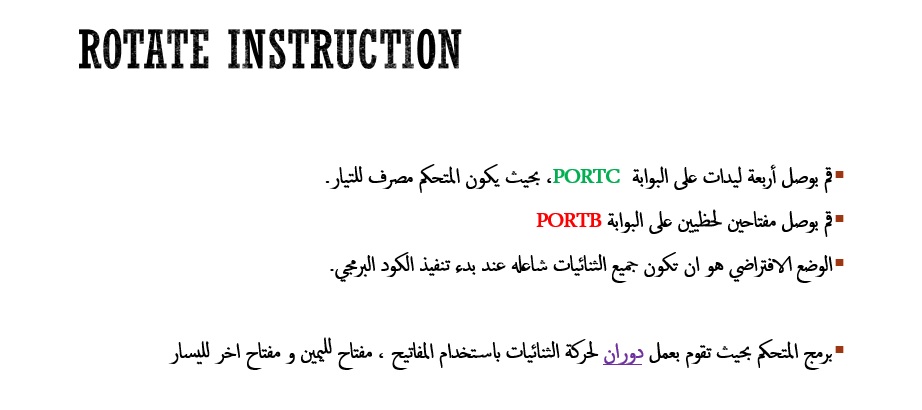 ROTATE INSTRUCTION
قم بوصل أربعة ليدات على البوابة PORTC، بحيث يكون المتحكم مصرف للتيار.
قم بوصل مفتاحين لحظيين على البوابة PORTB
الوضع الافتراضي هو ان تكون جميع الثنائيات شاعله عند بدء تنفيذ الكود البرمجي.
برمج المتحكم بحيث تقوم بعمل دوران لحركة الثنائيات باستخدام المفاتيح ، مفتاح لليمين و مفتاح اخر لليسار